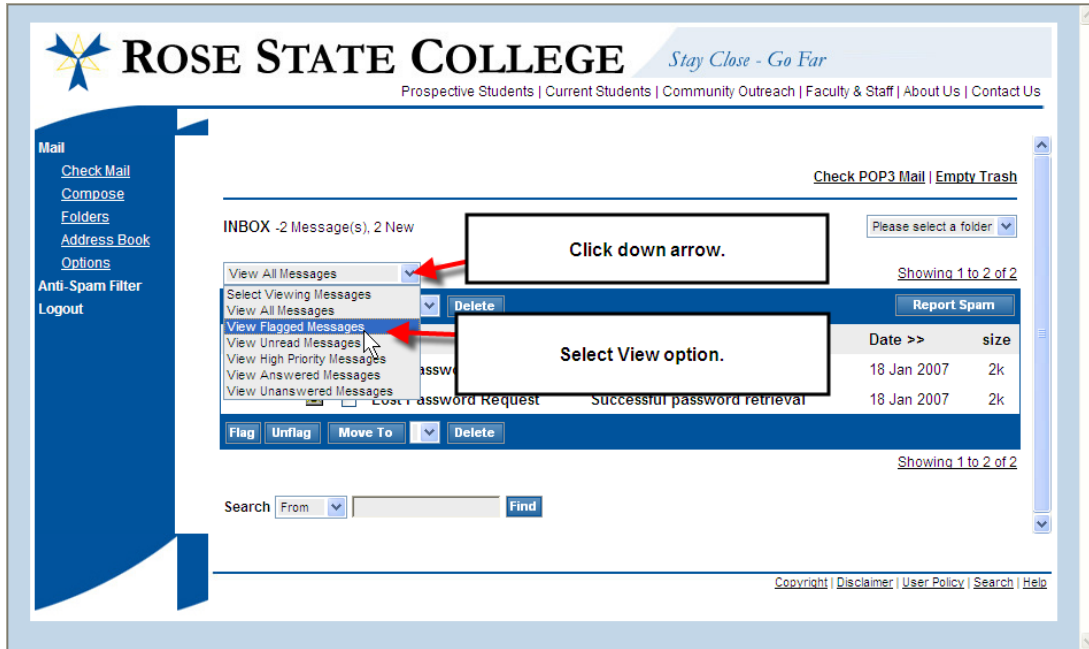 ROSE STATE COLLEGE
Stay Close - Go Far
Prospective Students | Current Students | Community Outreach | Faculty & Staff | About Us | Contact Us
Mail
Check Mail
Compose
Folders
Address Book
Options
Anti-Spam Filter
Logout
Check POP3 Mail | Empty Trash
INBOX -2 Message(s), 2 New
Please select a folder
Click down arrow.
View All Messages
Showing 1 to 2 of 2
Select Viewing Messages
View All Messages
View Flagged Messages
View Unread Messages
View High Priority Messages
View Answered Messages
View Unanswered Messages
Delete
Report Spam
Select View option.
Date >> size
18 Jan 2007 2k
Lost Password Request Successful password retrieval 18 Jan 2007 2k
Flag Unflag Move To Delete
Showing 1 to 2 of 2
Search From Find
Copyright | Disclaimer | User Policy | Search | Help